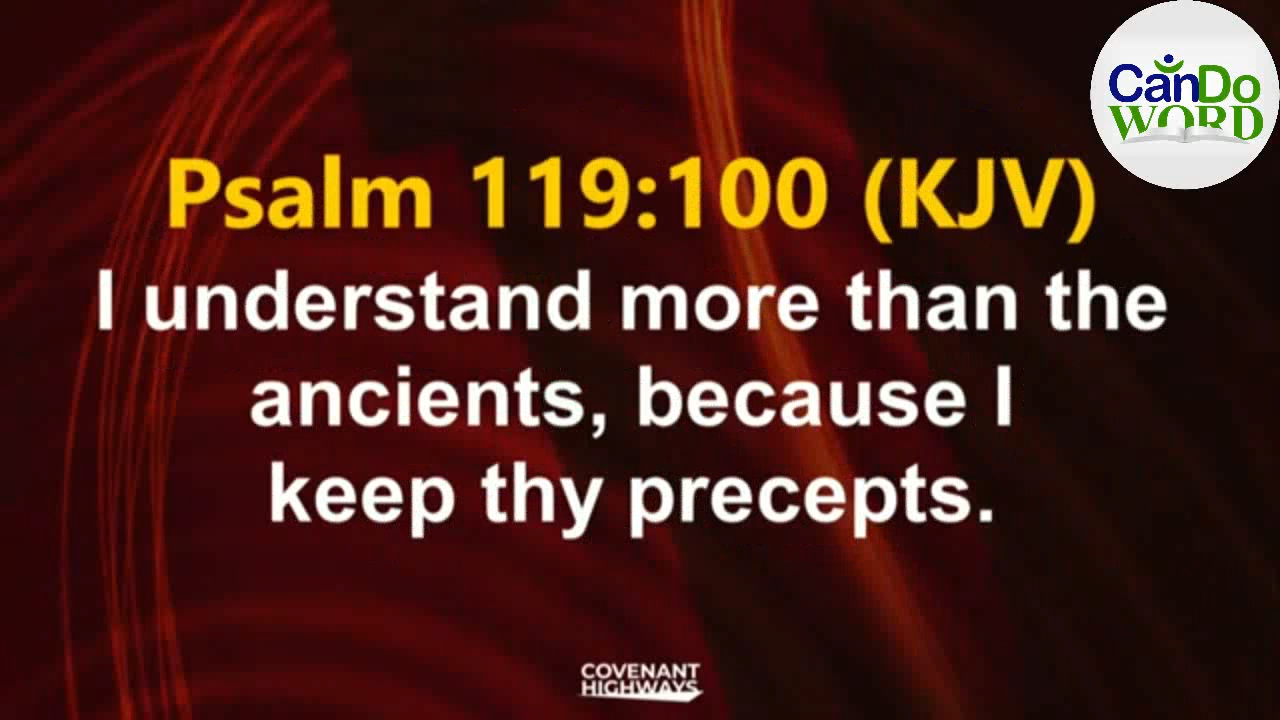 CanDo
WORD
Psalm 119:100 (KJV)
I understand more than the
ancients, because I
keep thy precepts.
COVENANT
HIGHWAYS